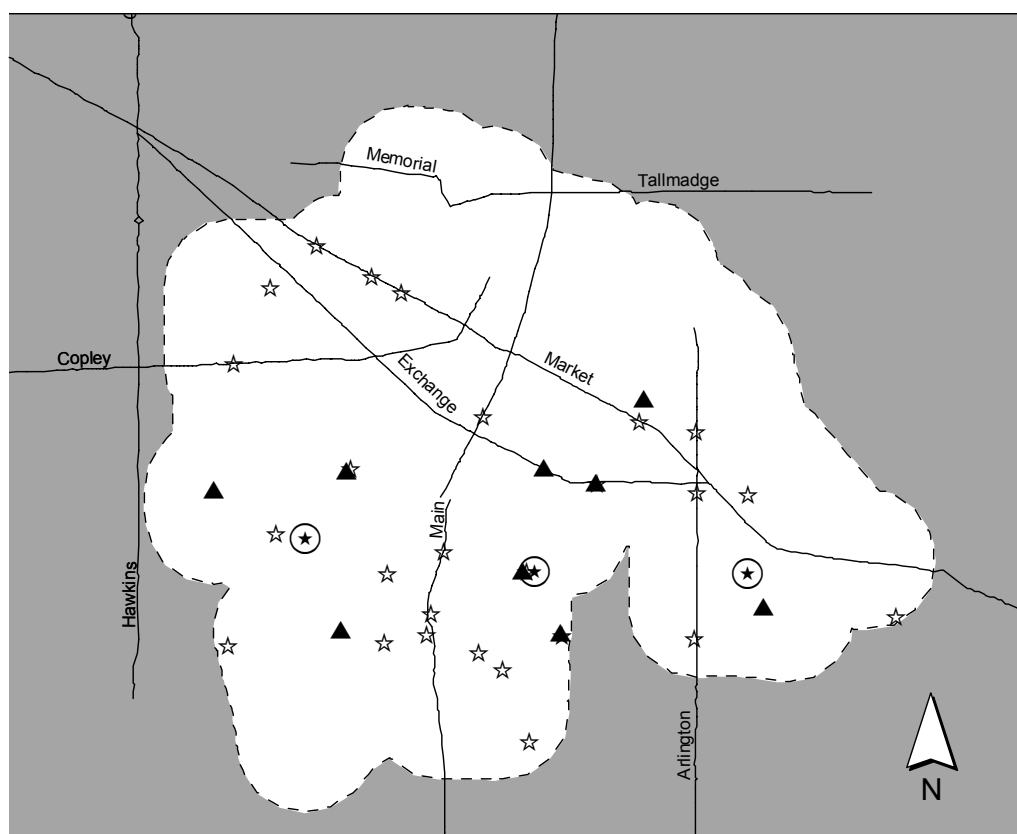 Memorial
Tallmadge
Copley
Exchange
Market
Main
Hawkins
Arlington
N